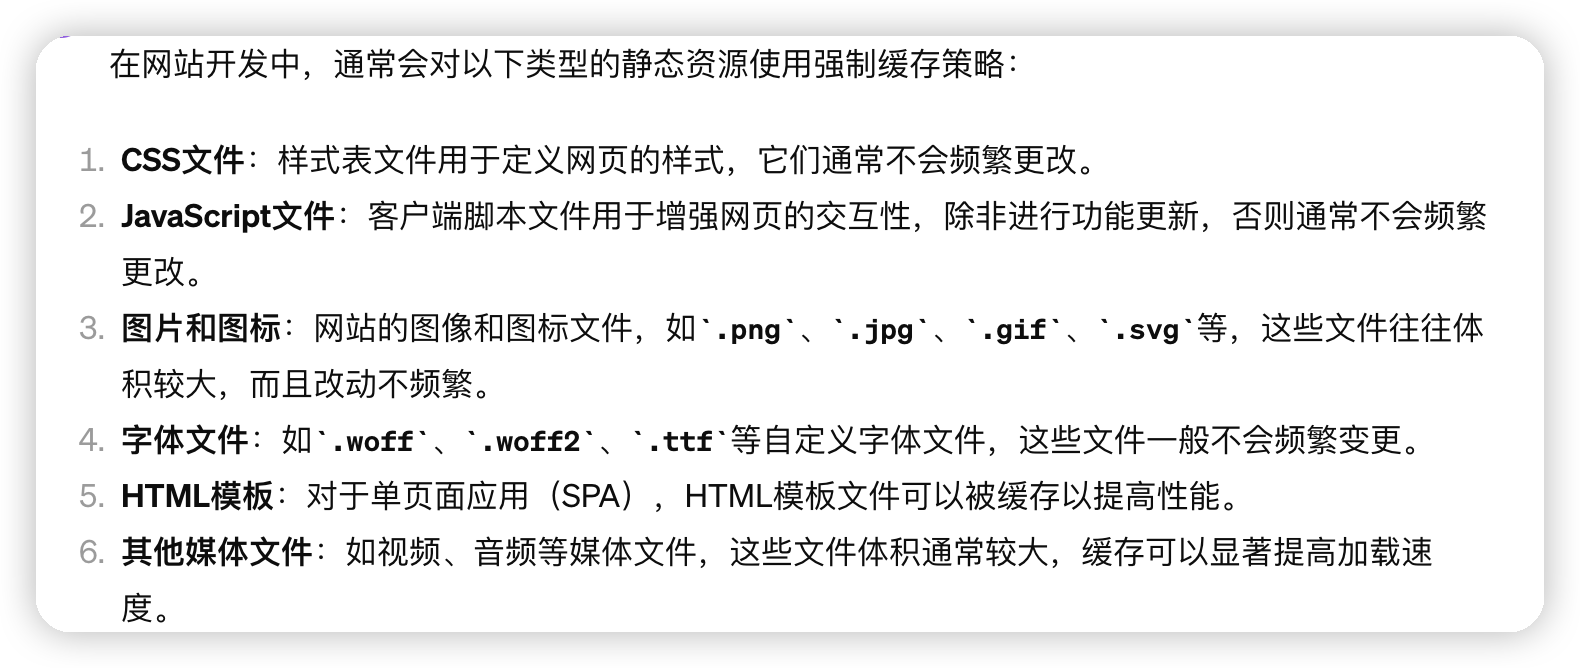 在网站开发中，通常会对以下类型的静态资源使用强制缓存策略：
1. CSS文件：样式表文件用于定义网页的样式，它们通常不会频繁更改。
2. JavaScript文件：客户端脚本文件用于增强网页的交互性，除非进行功能更新，否则通常不会频繁
更改。
3. 图片和图标：网站的图像和图标文件，如`.png`、`.jpg`、`.gif`、`.svg`等，这些文件往往体
积较大，而且改动不频繁。
4. 字体文件：如`.woff`、`.woff2`、`.ttf`等自定义字体文件，这些文件一般不会频繁变更。
5. HTML模板：对于单页面应用（SPA），HTML模板文件可以被缓存以提高性能。
6. 其他媒体文件：如视频、音频等媒体文件，这些文件体积通常较大，缓存可以显著提高加载速
度。